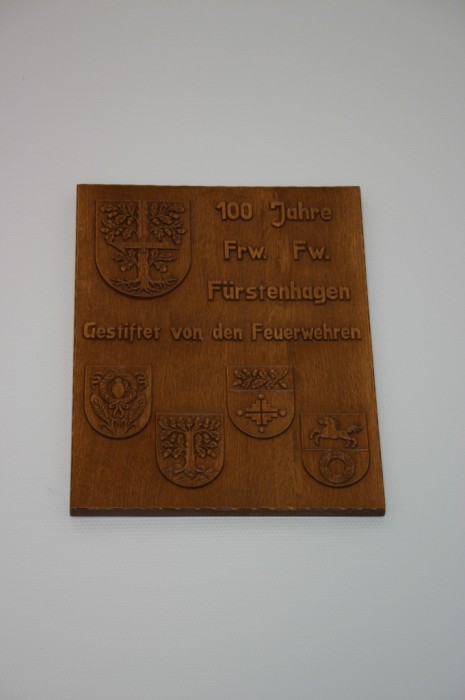 100 Jahre
Frw. Fw.
Fürstenhagen
Gestiftet von den Feuerwehren